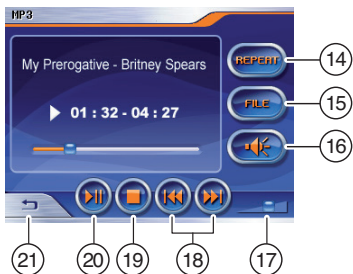 MP3
My Prerogative - Britney Spears
01 : 32 - 04 : 27
REPEAT
FILE
14
15
16
21
20
19
18
17